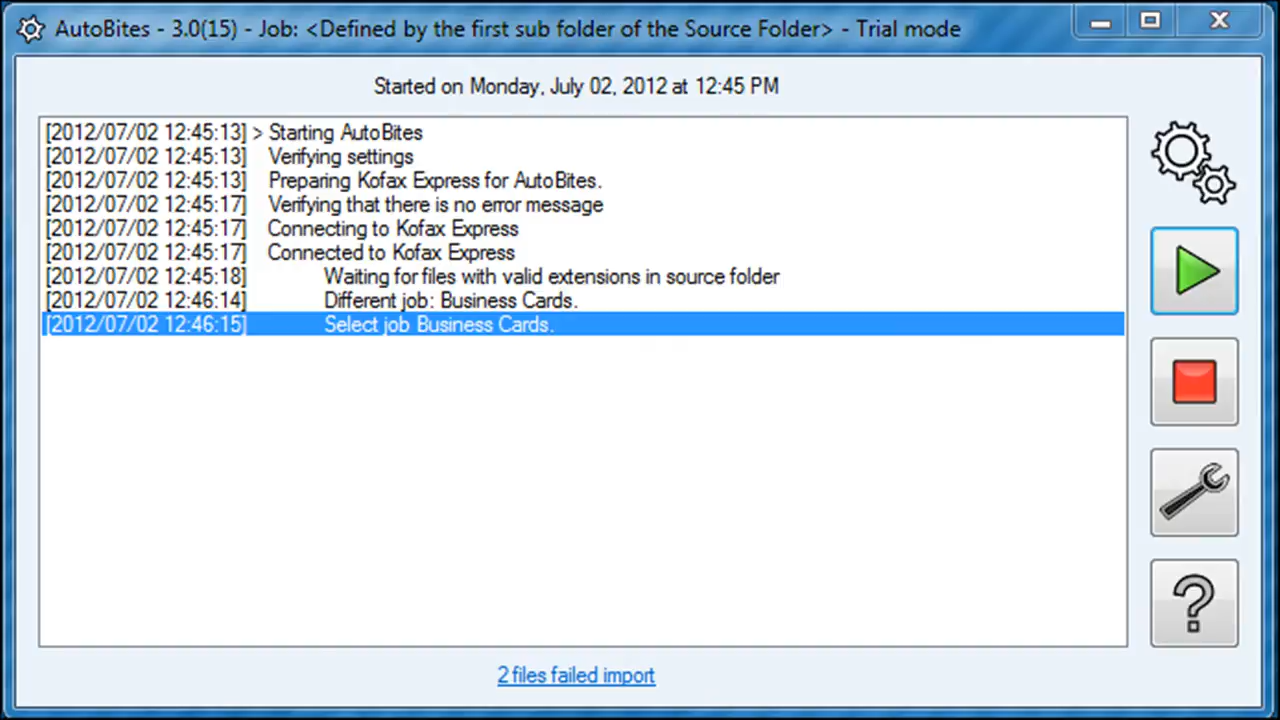 AutoBites - 3.0(15) - Job: <Defined by the first sub folder of the Source Folder> - Trial mode
Started on Monday, July 02, 2012 at 12:45 PM
[2012/07/02 12:45:13] > Starting AutoBites
[2012/07/02 12:45:13] Verifying settings
[2012/07/02 12:45:13] Preparing Kofax Express for AutoBites.
[2012/07/02 12:45:17] Verifying that there is no error message
[2012/07/02 12:45:17] Connecting to Kofax Express
[2012/07/02 12:45:17] Connected to Kofax Express
[2012/07/02 12:45:18] Waiting for files with valid extensions in source folder
[2012/07/02 12:46:14] Different job: Business Cards.
[2012/07/02 12:46:15] Select job Business Cards.
2 files failed import